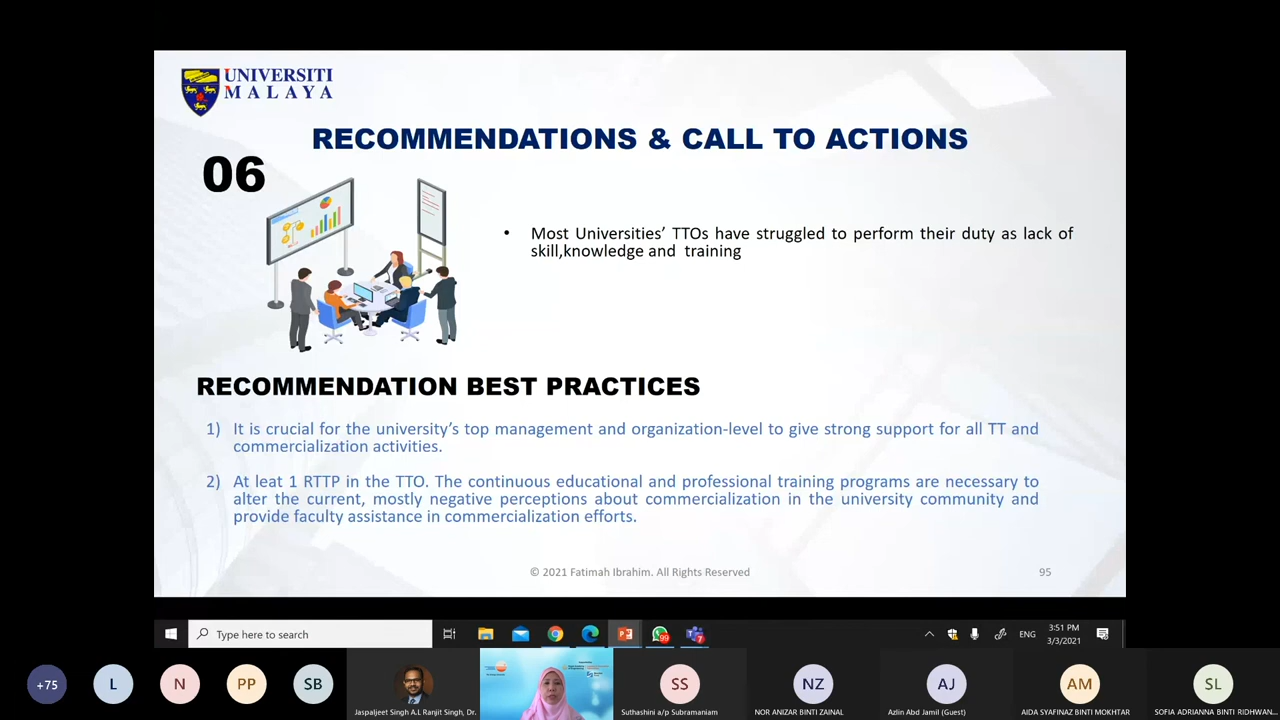 UNIVERSITI
MALAYA
RECOMMENDATIONS & CALL TO ACTIONS
06
• Most Universities’ TTOs have struggled to perform their duty as lack of
skill,knowledge and training
RECOMMENDATION BEST PRACTICES
1) It is crucial for the university’s top management and organization-level to give strong support for all TT and
commercialization activities.
2) At leat 1 RTTP in the TTO. The continuous educational and professional training programs are necessary to
alter the current, mostly negative perceptions about commercialization in the university community and
provide faculty assistance in commercialization efforts.
© 2021 Fatimah Ibrahim. All Rights Reserved
95
Type here to search
99
7
ENG
3:51 PM
3/3/2021
+75
L
N
PP
SB
SS
NZ
AJ
AM
SL
Jaspaljeet Singh A.L Ranjit Singh, Dr.
Suthashini a/p Subramaniam
NOR ANIZAR BINTI ZAINAL
Azlin Abd Jamil (Guest)
AIDA SYAFINAZ BINTI MOKHTAR
SOFIA ADRIANNA BINTI RIDHWAN...